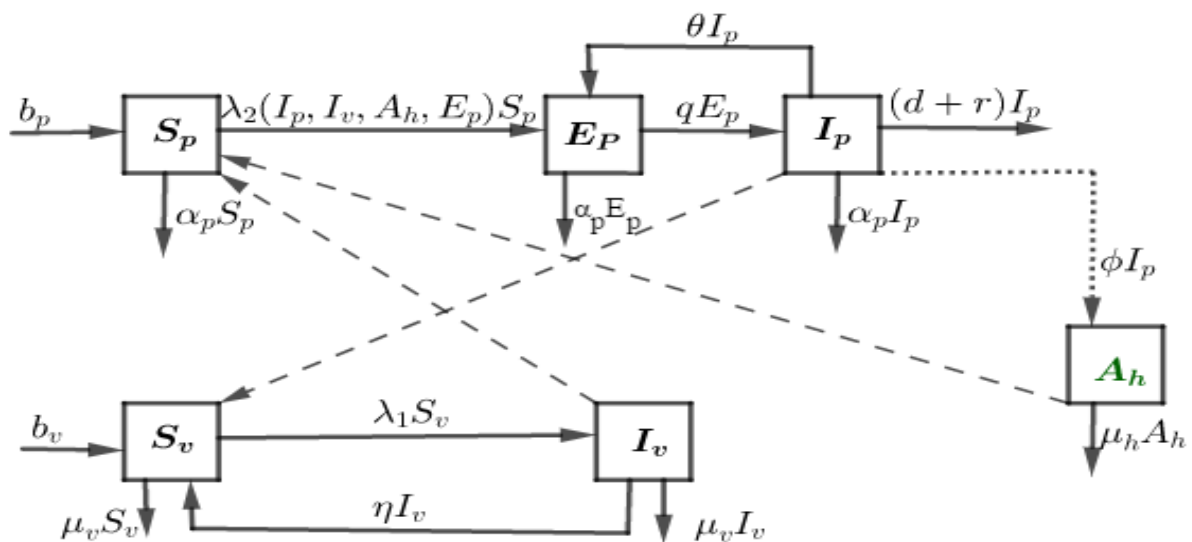 θI_p
b_p
S_p
λ_2(I_p, I_v, A_h, E_p)S_p
E_P
qE_p
I_p
(d + r)I_p
α_pS_p
α_pE_p
α_pI_p
ϕI_p
A_h
μ_hA_h
b_v
S_v
λ_1S_v
I_v
μ_vS_v
ηI_v
μ_vI_v